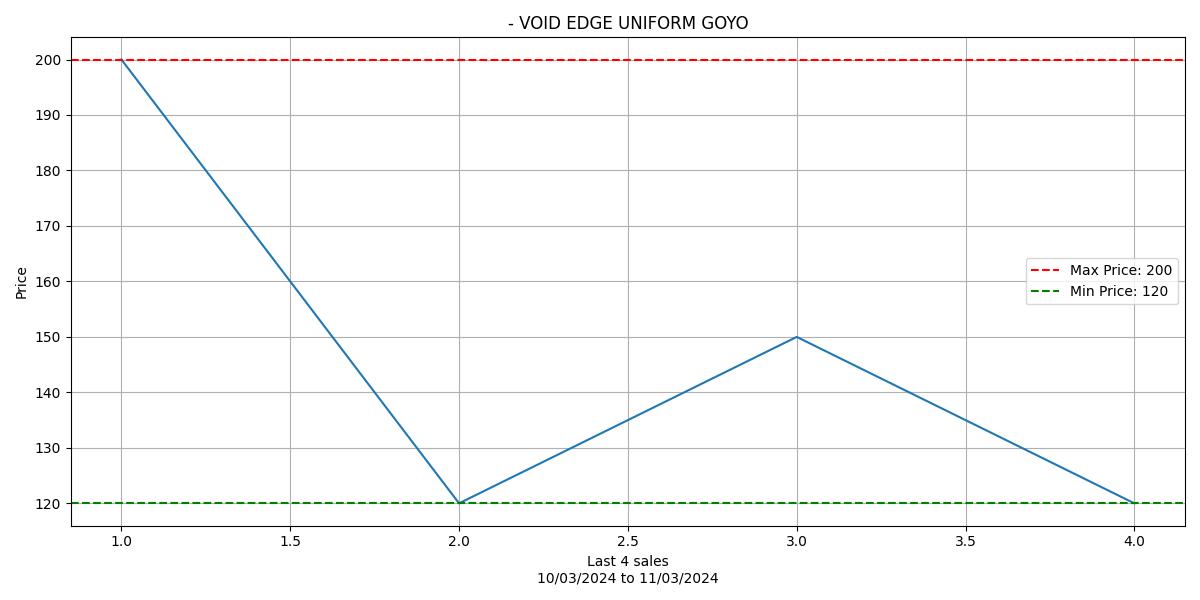 - VOID EDGE UNIFORM GOYO
200
190
180
170
160
150
140
130
120
Price
Max Price: 200
Min Price: 120
1.0 1.5 2.0 2.5 3.0 3.5 4.0
Last 4 sales
10/03/2024 to 11/03/2024